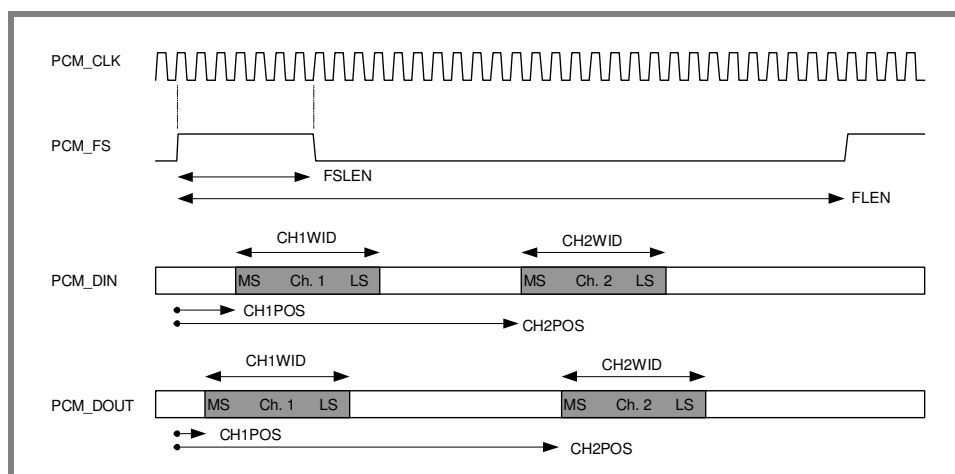 PCM_CLK
PCM_FS
FSLEN
FLEN
CH1WID CH2WID
PCM_DIN MS Ch. 1 LS MS Ch. 2 LS
CH1POS
CH2POS
CH1WID CH2WID
PCM_DOUT MS Ch. 1 LS MS Ch. 2 LS
CH1POS
CH2POS